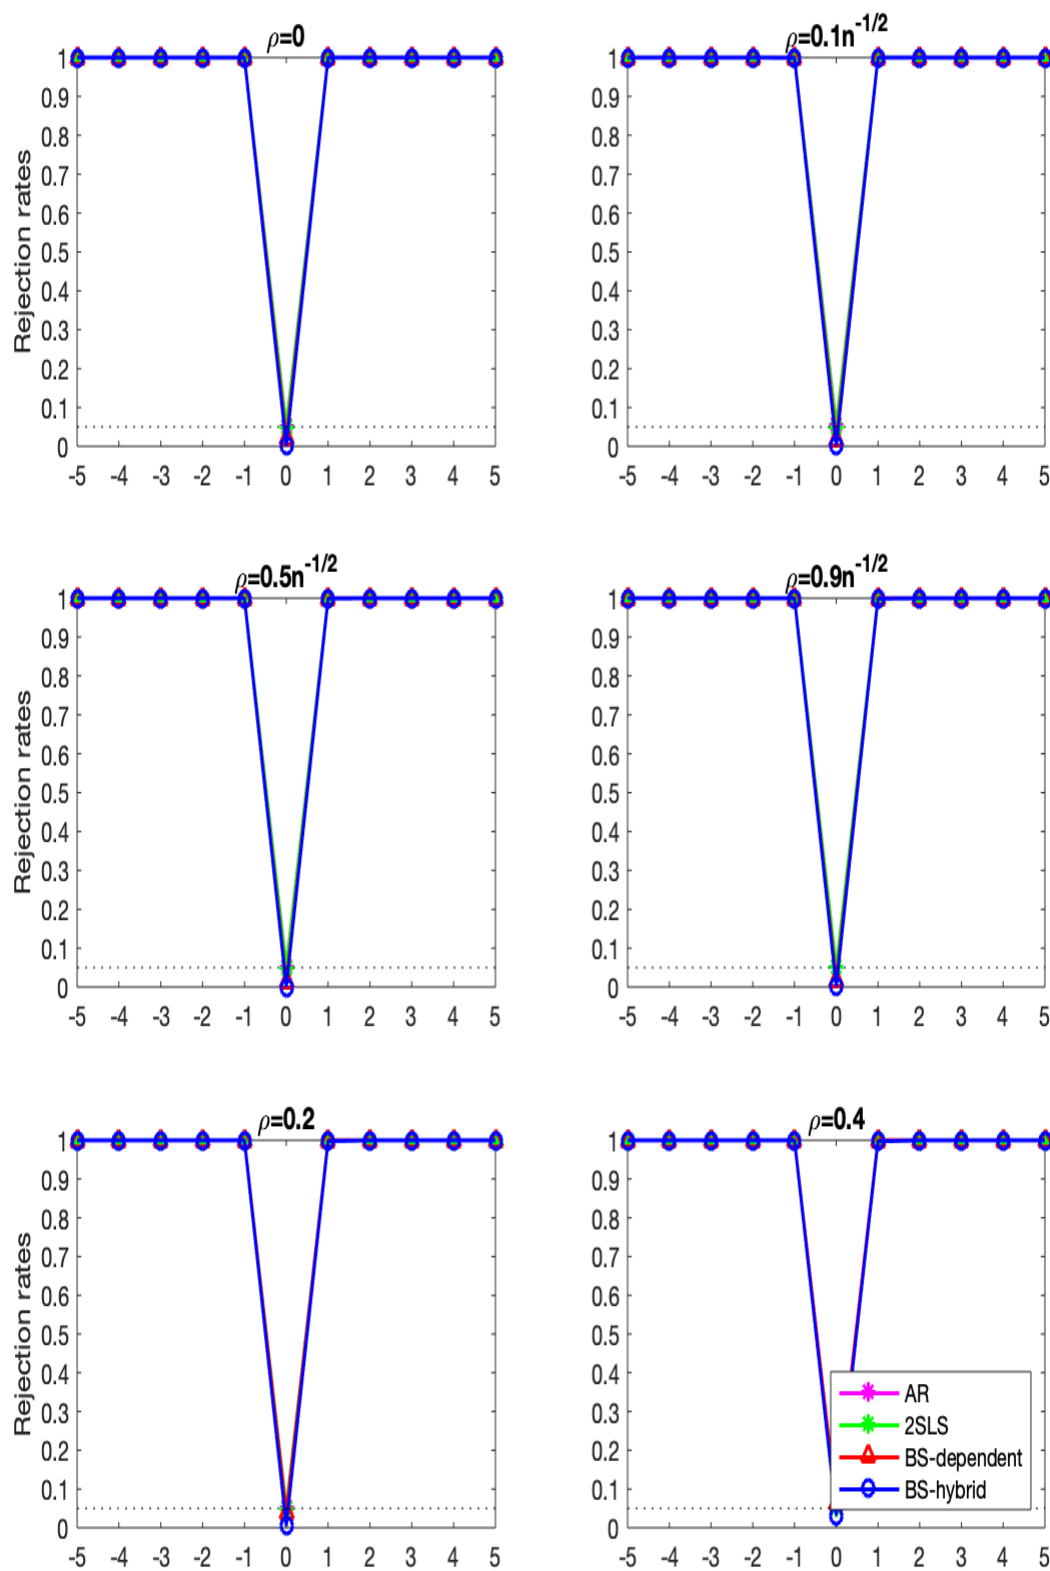 ρ=0
ρ=0.1n^-1/2
1 1
0.9 0.9
0.8 0.8
0.7 0.7
0.6 0.6
0.5 0.5
0.4 0.4
0.3 0.3
0.2 0.2
0.1 0.1
0 0
Rejection rates
-5 -4 -3 -2 -1 0 1 2 3 4 5
-5 -4 -3 -2 -1 0 1 2 3 4 5
ρ=0.5n^-1/2
ρ=0.9n^-1/2
1 1
0.9 0.9
0.8 0.8
0.7 0.7
0.6 0.6
0.5 0.5
0.4 0.4
0.3 0.3
0.2 0.2
0.1 0.1
0 0
Rejection rates
-5 -4 -3 -2 -1 0 1 2 3 4 5
-5 -4 -3 -2 -1 0 1 2 3 4 5
ρ=0.2
ρ=0.4
1 1
0.9 0.9
0.8 0.8
0.7 0.7
0.6 0.6
0.5 0.5
0.4 0.4
0.3 0.3
0.2 0.2
0.1 0.1
0 0
Rejection rates
AR
2SLS
BS-dependent
BS-hybrid
-5 -4 -3 -2 -1 0 1 2 3 4 5
-5 -4 -3 -2 -1 0 1 2 3 4 5